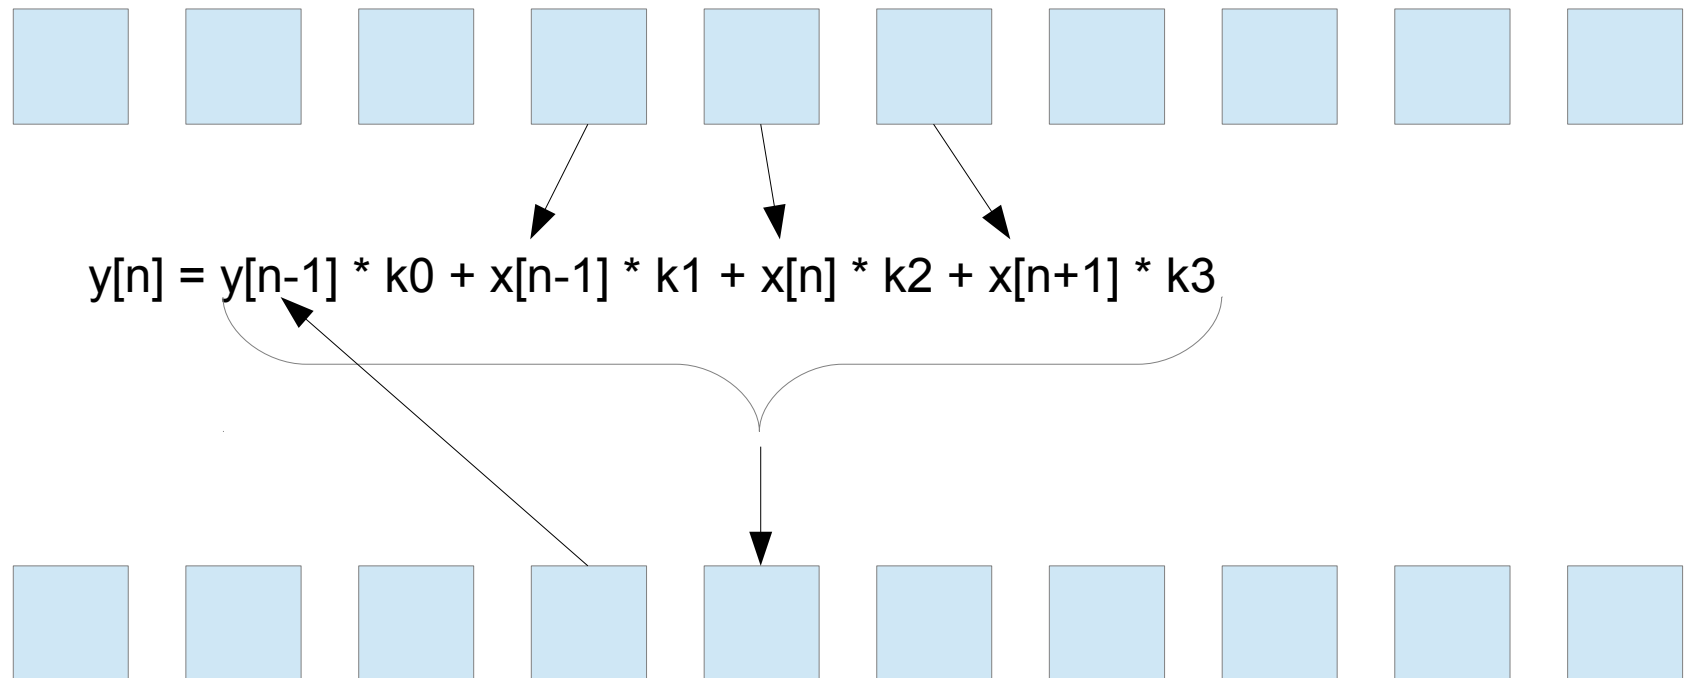 y[n] = y[n-1] * k0 + x[n-1] * k1 + x[n] * k2 + x[n+1] * k3